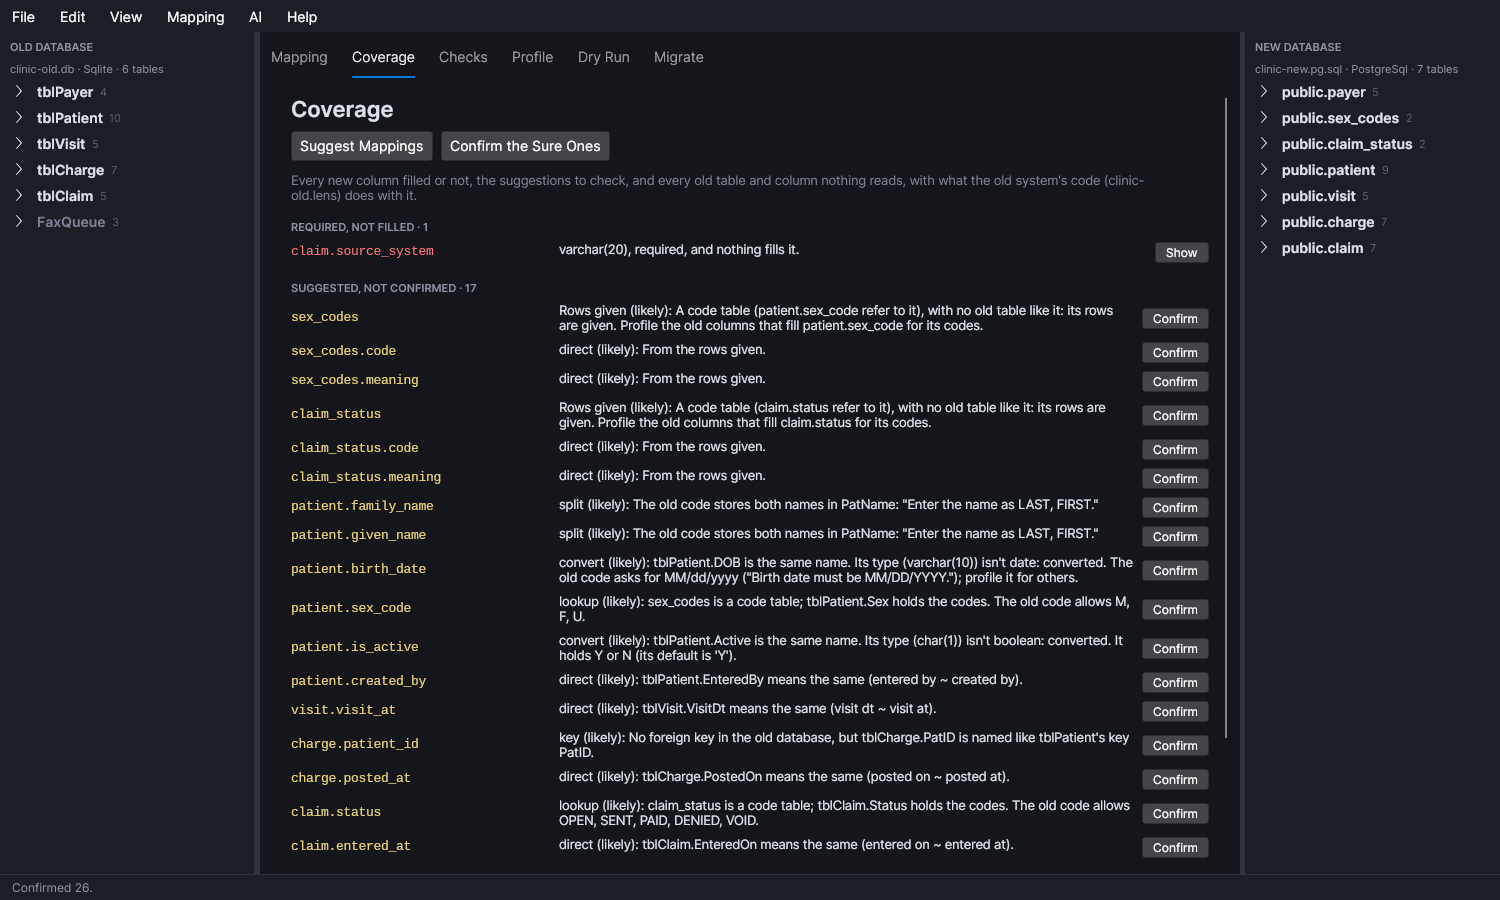 File Edit View Mapping AI Help
OLD DATABASE
clinic-old.db · Sqlite · 6 tables
tblPayer 4
tblPatient 10
tblVisit 5
tblCharge 7
tblClaim 5
FaxQueue 3
Mapping Coverage Checks Profile Dry Run Migrate
Coverage
Suggest Mappings Confirm the Sure Ones
Every new column filled or not, the suggestions to check, and every old table and column nothing reads, with what the old system's code (clinic-
old.lens) does with it.
REQUIRED, NOT FILLED · 1
claim.source_system varchar(20), required, and nothing fills it. Show
SUGGESTED, NOT CONFIRMED · 17
sex_codes Rows given (likely): A code table (patient.sex_code refer to it), with no old table like it: its rows
are given. Profile the old columns that fill patient.sex_code for its codes. Confirm
sex_codes.code direct (likely): From the rows given. Confirm
sex_codes.meaning direct (likely): From the rows given. Confirm
claim_status Rows given (likely): A code table (claim.status refer to it), with no old table like it: its rows are
given. Profile the old columns that fill claim.status for its codes. Confirm
claim_status.code direct (likely): From the rows given. Confirm
claim_status.meaning direct (likely): From the rows given. Confirm
patient.family_name split (likely): The old code stores both names in PatName: "Enter the name as LAST, FIRST." Confirm
patient.given_name split (likely): The old code stores both names in PatName: "Enter the name as LAST, FIRST." Confirm
patient.birth_date convert (likely): tblPatient.DOB is the same name. Its type (varchar(10)) isn't date: converted. The
old code asks for MM/dd/yyyy ("Birth date must be MM/DD/YYYY."); profile it for others. Confirm
patient.sex_code lookup (likely): sex_codes is a code table; tblPatient.Sex holds the codes. The old code allows M,
F, U. Confirm
patient.is_active convert (likely): tblPatient.Active is the same name. Its type (char(1)) isn't boolean: converted. It
holds Y or N (its default is 'Y'). Confirm
patient.created_by direct (likely): tblPatient.EnteredBy means the same (entered by ~ created by). Confirm
visit.visit_at direct (likely): tblVisit.VisitDt means the same (visit dt ~ visit at). Confirm
charge.patient_id key (likely): No foreign key in the old database, but tblCharge.PatID is named like tblPatient's key
PatID. Confirm
charge.posted_at direct (likely): tblCharge.PostedOn means the same (posted on ~ posted at). Confirm
claim.status lookup (likely): claim_status is a code table; tblClaim.Status holds the codes. The old code allows
OPEN, SENT, PAID, DENIED, VOID. Confirm
claim.entered_at direct (likely): tblClaim.EnteredOn means the same (entered on ~ entered at). Confirm
NEW DATABASE
clinic-new.pg.sql · PostgreSql · 7 tables
public.payer 5
public.sex_codes 2
public.claim_status 2
public.patient 9
public.visit 5
public.charge 7
public.claim 7
Confirmed 26.